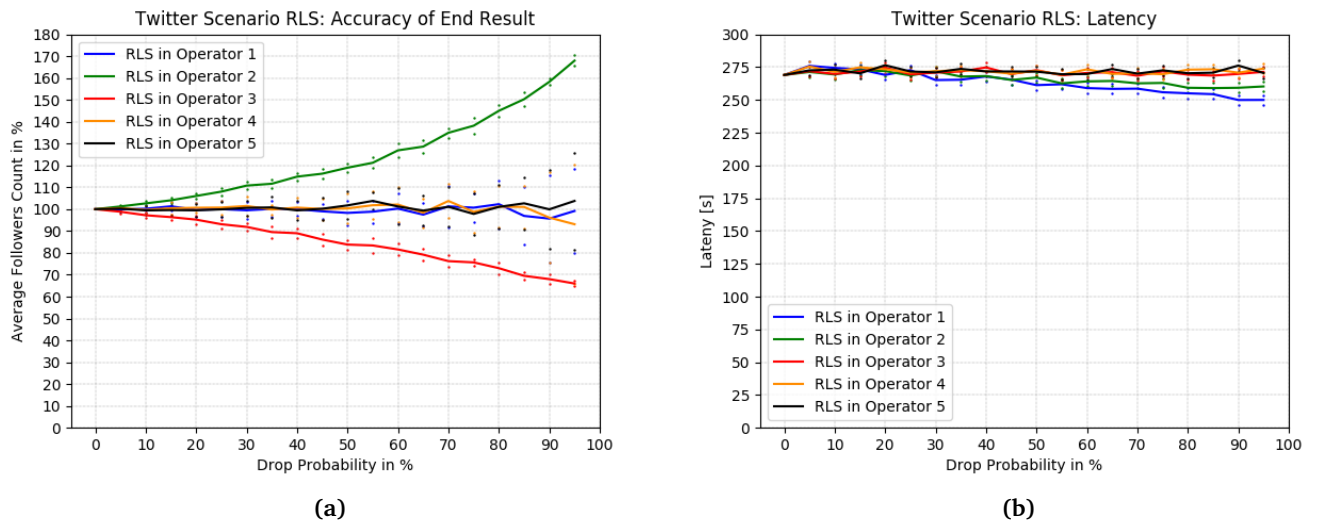 Twitter Scenario RLS: Accuracy of End Result
Average Followers Count in %
180
170
160
150
140
130
120
110
100
90
80
70
60
50
40
30
20
10
0
RLS in Operator 1
RLS in Operator 2
RLS in Operator 3
RLS in Operator 4
RLS in Operator 5
0 10 20 30 40 50 60 70 80 90 100
Drop Probability in %
(a)
Twitter Scenario RLS: Latency
Lateny [s]
300
275
250
225
200
175
150
125
100
75
50
25
0
RLS in Operator 1
RLS in Operator 2
RLS in Operator 3
RLS in Operator 4
RLS in Operator 5
0 10 20 30 40 50 60 70 80 90 100
Drop Probability in %
(b)